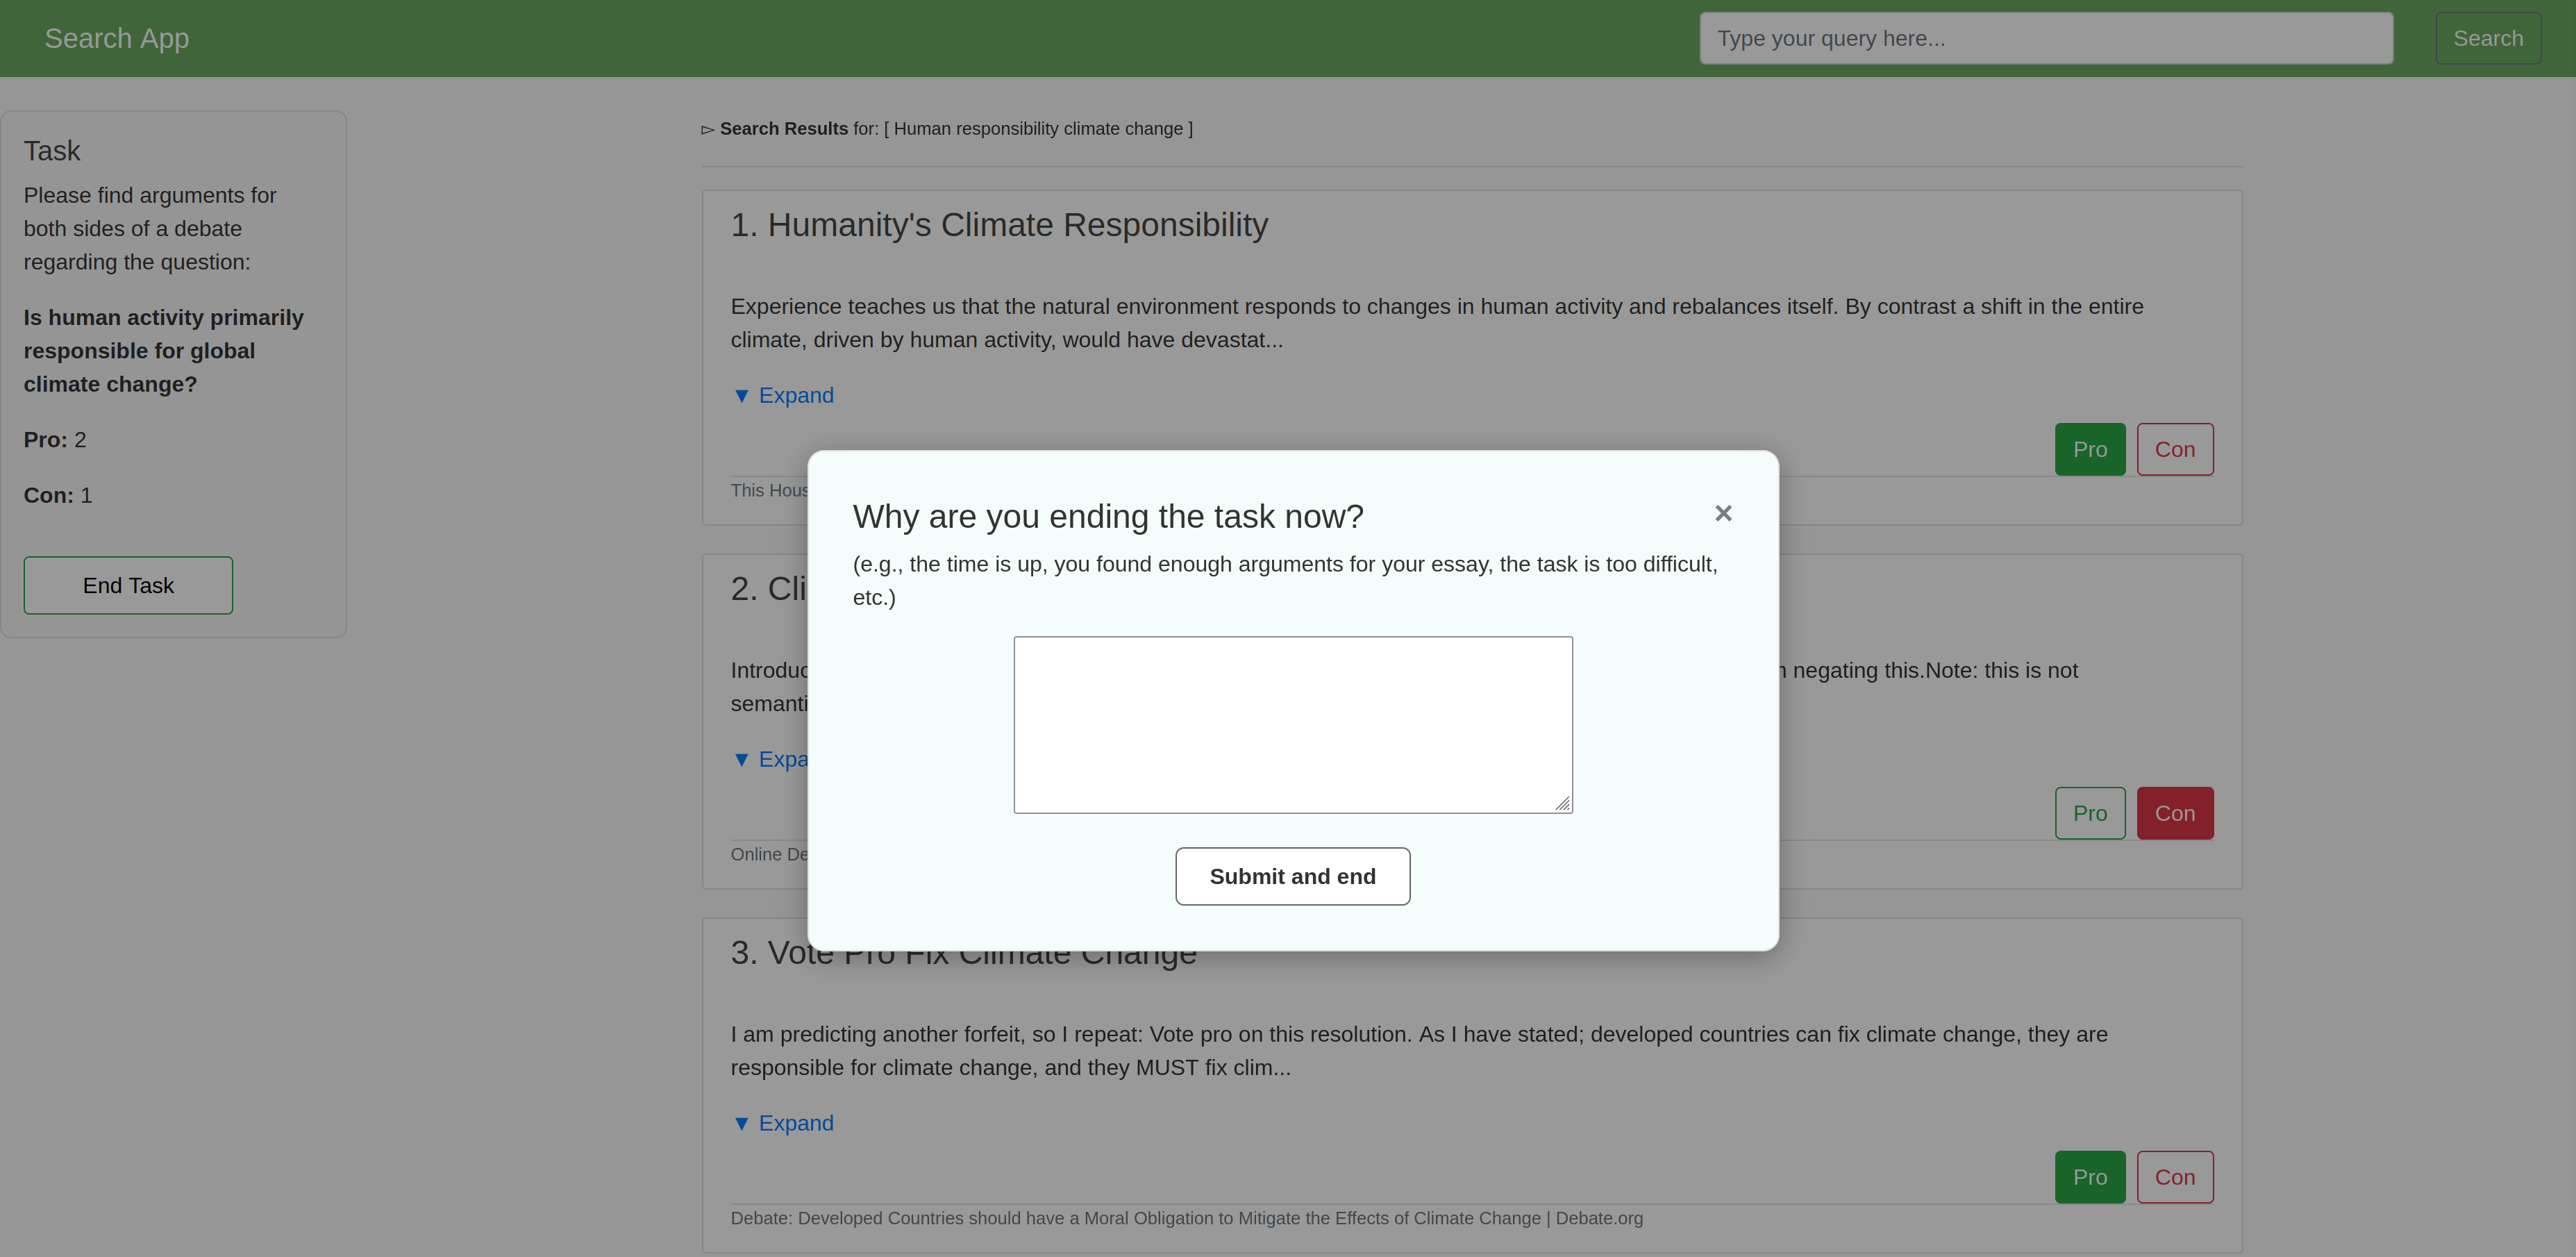 Search App
Type your query here...
Search
Task
Please find arguments for
both sides of a debate
regarding the question:
Is human activity primarily
responsible for global
climate change?
Pro: 2
Con: 1
End Task
▻ Search Results for: [ Human responsibility climate change ]
1. Humanity's Climate Responsibility
Experience teaches us that the natural environment responds to changes in human activity and rebalances itself. By contrast a shift in the entire
climate, driven by human activity, would have devastat...
▼ Expand
Pro Con
This
Why are you ending the task now?
×
(e.g., the time is up, you found enough arguments for your essay, the task is too difficult,
etc.)
Submit and end
2.
negating this.Note: this is not
▼
Pro Con
Online
3. Vote Pro Fix Climate Change
I am predicting another forfeit, so I repeat: Vote pro on this resolution. As I have stated; developed countries can fix climate change, they are
responsible for climate change, and they MUST fix clim...
▼ Expand
Pro Con
Debate: Developed Countries should have a Moral Obligation to Mitigate the Effects of Climate Change | Debate.org